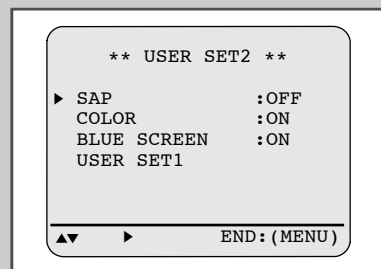 ** USER SET2 **
▶ SAP :OFF
COLOR :ON
BLUE SCREEN :ON
USER SET1
▲▼ ▶ END:(MENU)